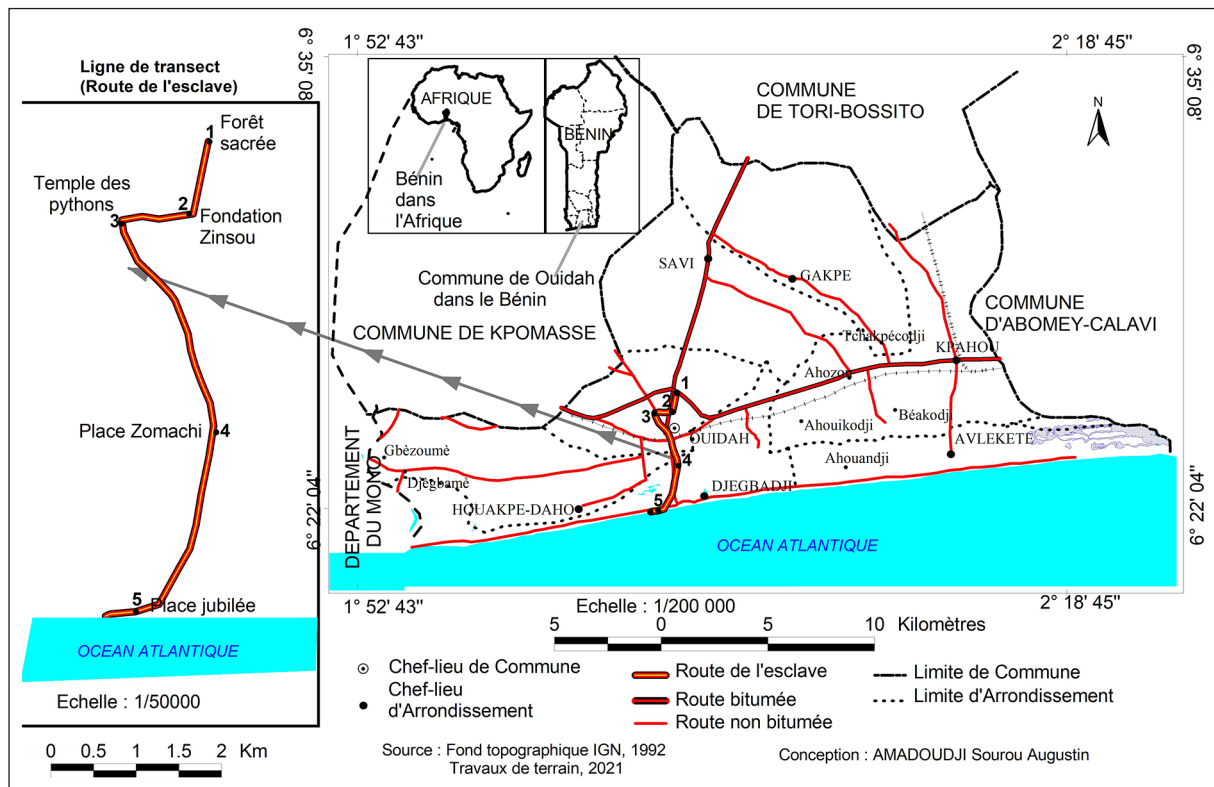 Ligne de transect
(Route de l'esclave)
1
Forêt
sacrée
Temple des
pythons
2
Fondation
Zinsou
3
Place Zomachi
4
5
Place jubilée
OCEAN ATLANTIQUE
Echelle : 1/50000
0 0.5 1 1.5 2 Km
1° 52' 43"
2° 18' 45"
6° 35' 08'
6° 35' 08'
AFRIQUE
Bénin
dans
l'Afrique
BENIN
Commune de Ouidah
dans le Bénin
COMMUNE
DE TORI-BOSSITO
N
COMMUNE DE KPOMASSE
COMMUNE
D'ABOMEY-CALAVI
SAVI
GAKPE
Tchakpécodji
KPAHOU
Ahozon
1
2
3
Béakodji
Ahouikodji
OUIDAH
AVLEKETE
Gbèzoumè
4
Ahouandji
Djègbamè
DJEGBADJI
HOUAKPE-DAHO
5
DEPARTEMENT
DU MONO
OCEAN ATLANTIQUE
6° 22' 04"
6° 22' 04"
1° 52' 43"
2° 18' 45"
Echelle : 1/200 000
5 0 5 10 Kilomètres
Chef-lieu de Commune
Chef-lieu
d'Arrondissement
Route de l'esclave
Route bitumée
Route non bitumée
Limite de Commune
Limite d'Arrondissement
Source : Fond topographique IGN, 1992
Travaux de terrain, 2021
Conception : AMADOUDJI Sourou Augustin